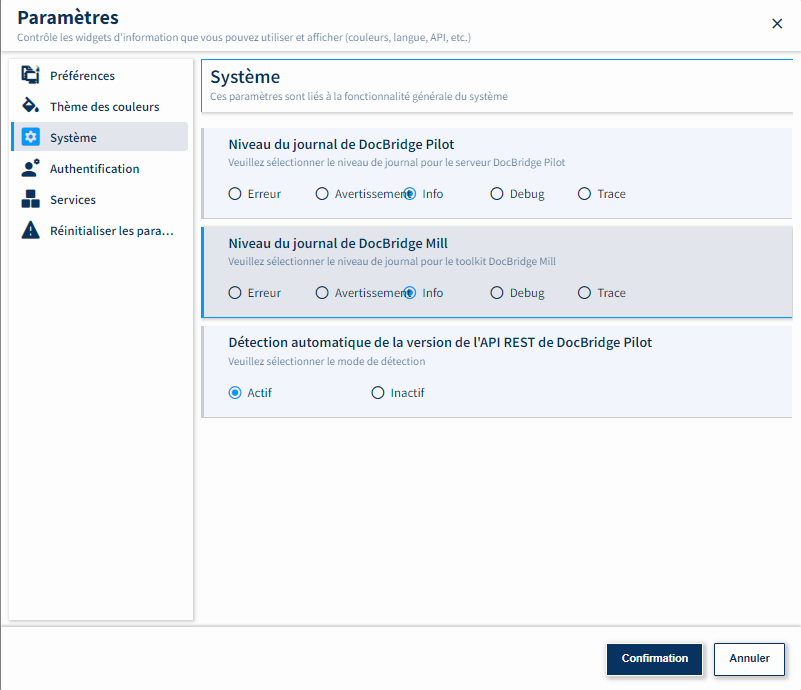 Paramètres
Contrôle les widgets d'information que vous pouvez utiliser et afficher (couleurs, langue, API, etc.)
Préférences
Thème des couleurs
Système
Authentification
Services
Réinitialiser les para...
Système
Ces paramètres sont liés à la fonctionnalité générale du système
Niveau du journal de DocBridge Pilot
Veuillez sélectionner le niveau de journal pour le serveur DocBridge Pilot
Erreur Avertissement Info Debug Trace
Niveau du journal de DocBridge Mill
Veuillez sélectionner le niveau de journal pour le toolkit DocBridge Mill
Erreur Avertissement Info Debug Trace
Détection automatique de la version de l'API REST de DocBridge Pilot
Veuillez sélectionner le mode de détection
Actif Inactif
Confirmation Annuler